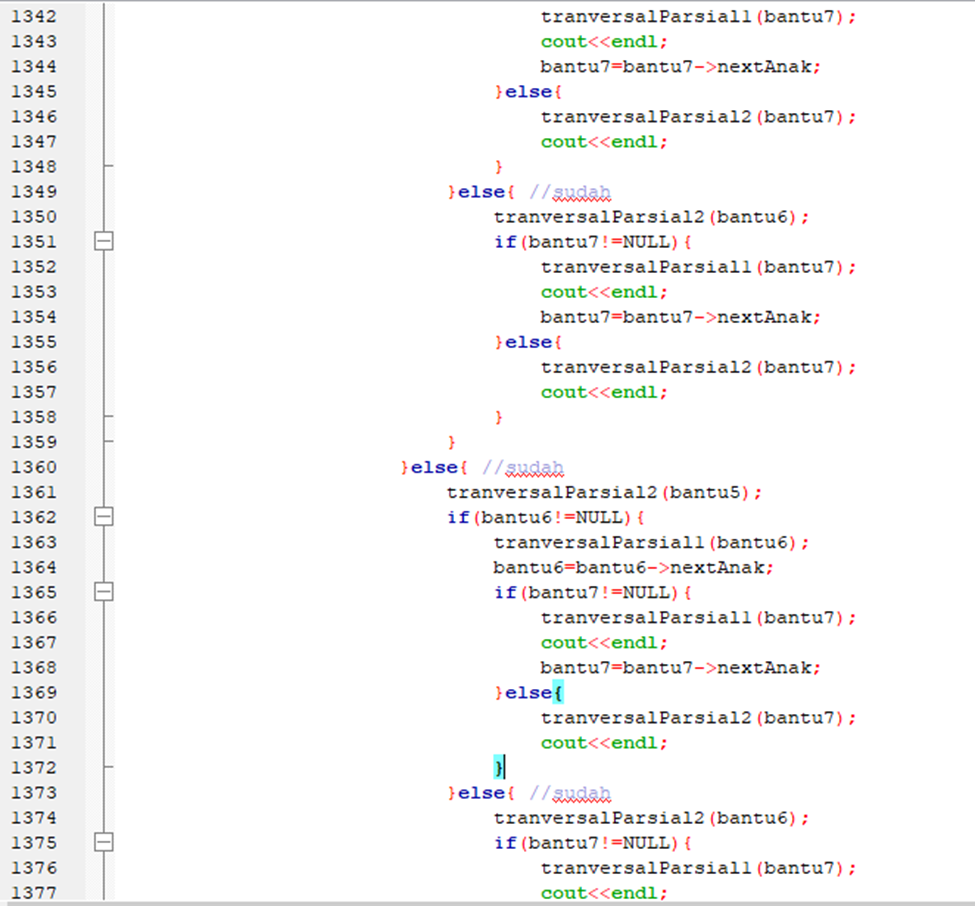 1342 tranversalParsial1(bantu7);
1343 cout<<endl;
1344 bantu7=bantu7->nextAnak;
1345 }else{
1346 tranversalParsial2(bantu7);
1347 cout<<endl;
1348 }
1349 }else{ //sudah
1350 tranversalParsial2(bantu6);
1351 if(bantu7!=NULL){
1352 tranversalParsial1(bantu7);
1353 cout<<endl;
1354 bantu7=bantu7->nextAnak;
1355 }else{
1356 tranversalParsial2(bantu7);
1357 cout<<endl;
1358 }
1359 }
1360 }else{ //sudah
1361 tranversalParsial2(bantu5);
1362 if(bantu6!=NULL){
1363 tranversalParsial1(bantu6);
1364 bantu6=bantu6->nextAnak;
1365 if(bantu7!=NULL){
1366 tranversalParsial1(bantu7);
1367 cout<<endl;
1368 bantu7=bantu7->nextAnak;
1369 }else{
1370 tranversalParsial2(bantu7);
1371 cout<<endl;
1372 }
1373 }else{ //sudah
1374 tranversalParsial2(bantu6);
1375 if(bantu7!=NULL){
1376 tranversalParsial1(bantu7);
1377 cout<<endl;